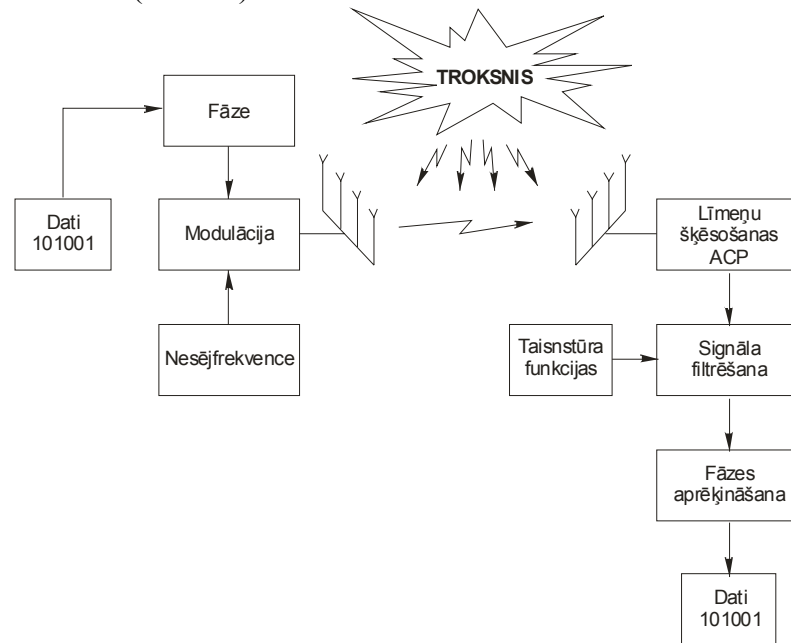 TROKSNIS
Fāze
Dati
101001
Modulācija
Līmeņu
šķēsošanas
ACP
Nesējfrekvence
Taisnstūra
funkcijas
Signāla
filtrēšana
Fāzes
aprēķināšana
Dati
101001